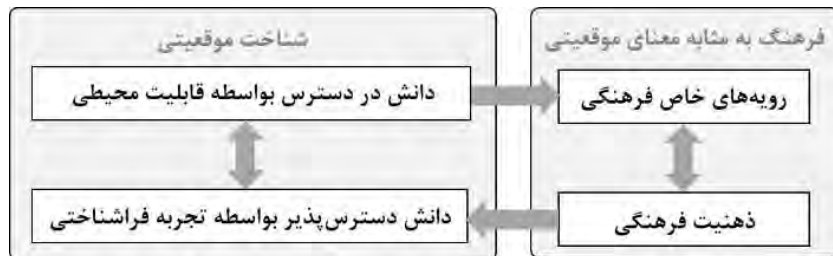 فرهنگ به مثابه معنای موقعیتی
رویه‌های خاص فرهنگی
ذهنیت فرهنگی
شناخت موقعیتی
دانش در دسترس بواسطه قابلیت محیطی
دانش دسترس‌پذیر بواسطه تجربه فراشناختی